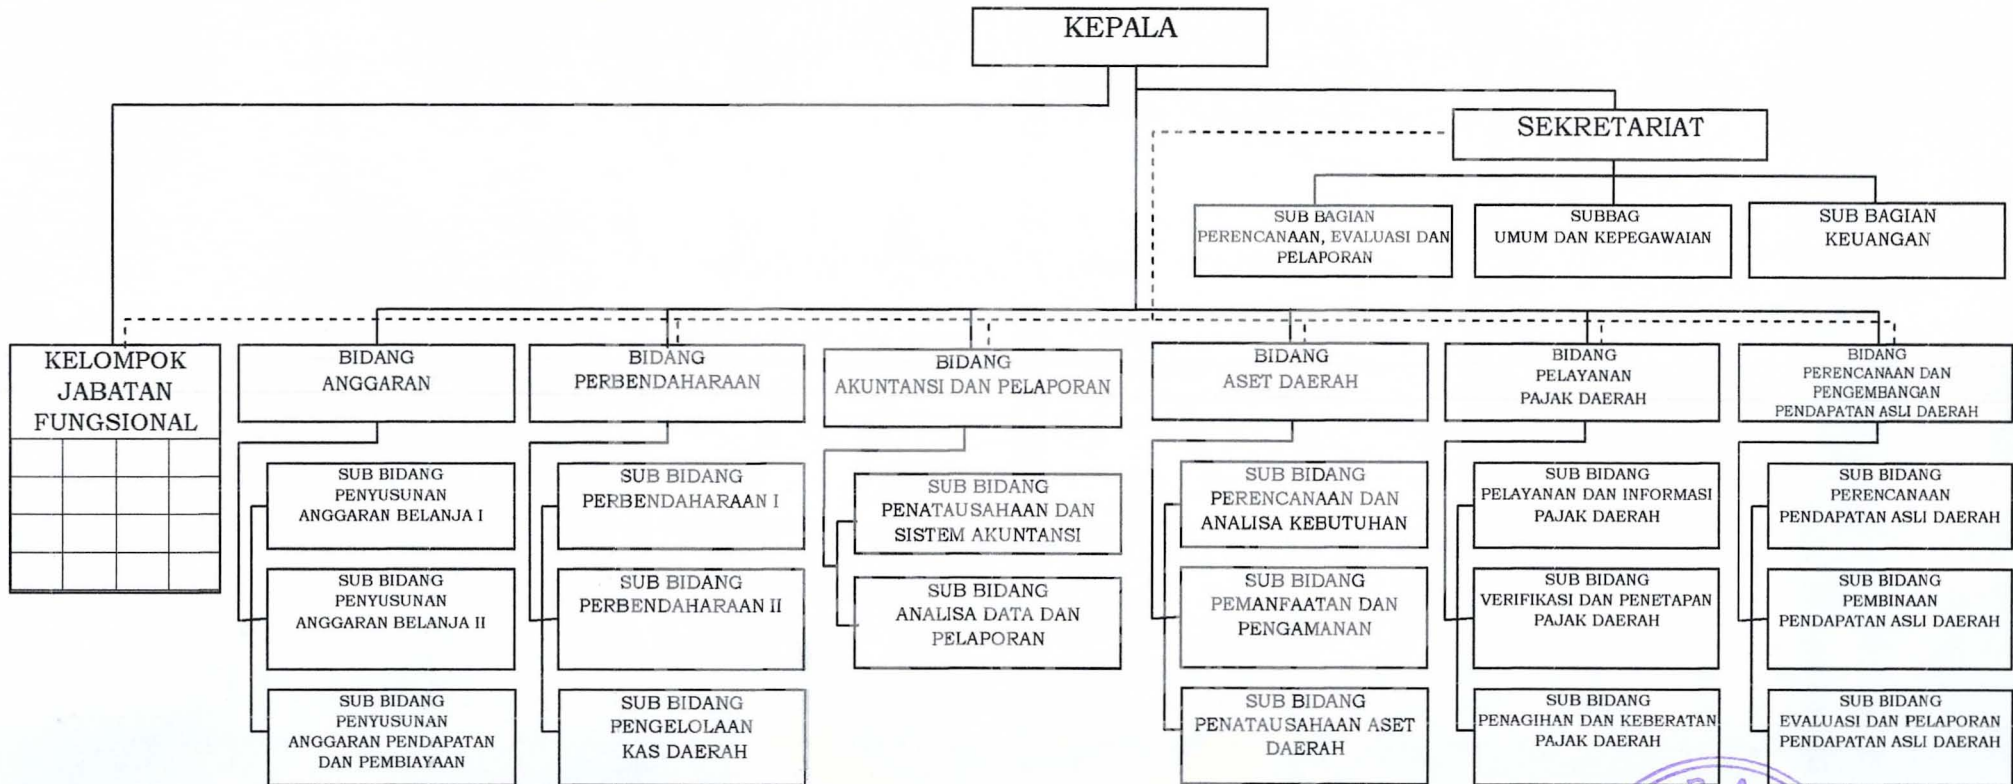 KEPALA
SEKRETARIAT
SUB BAGIAN
PERENCANAAN, EVALUASI DAN
PELAPORAN
SUBBAG
UMUM DAN KEPEGAWAIAN
SUB BAGIAN
KEUANGAN
KELOMPOK
JABATAN
FUNGSIONAL
BIDANG
ANGGARAN
BIDANG
PERBENDAHARAAN
BIDANG
AKUNTANSI DAN PELAPORAN
BIDANG
ASET DAERAH
BIDANG
PELAYANAN
PAJAK DAERAH
BIDANG
PERENCANAAN DAN
PENGEMBANGAN
PENDAPATAN ASLI DAERAH
SUB BIDANG
PENYUSUNAN
ANGGARAN BELANJA I
SUB BIDANG
PERBENDAHARAAN I
SUB BIDANG
PENATAUSAHAAN DAN
SISTEM AKUNTANSI
SUB BIDANG
PERENCANAAN DAN
ANALISA KEBUTUHAN
SUB BIDANG
PELAYANAN DAN INFORMASI
PAJAK DAERAH
SUB BIDANG
PERENCANAAN
PENDAPATAN ASLI DAERAH
SUB BIDANG
PENYUSUNAN
ANGGARAN BELANJA II
SUB BIDANG
PERBENDAHARAAN II
SUB BIDANG
ANALISA DATA DAN
PELAPORAN
SUB BIDANG
PEMANFAATAN DAN
PENGAMANAN
SUB BIDANG
VERIFIKASI DAN PENETAPAN
PAJAK DAERAH
SUB BIDANG
PEMBINAAN
PENDAPATAN ASLI DAERAH
SUB BIDANG
PENYUSUNAN
ANGGARAN PENDAPATAN
DAN PEMBIAYAAN
SUB BIDANG
PENGELOLAAN
KAS DAERAH
SUB BIDANG
PENATAUSAHAAN ASET
DAERAH
SUB BIDANG
PENAGIHAN DAN KEBERATAN
PAJAK DAERAH
SUB BIDANG
EVALUASI DAN PELAPORAN
PENDAPATAN ASLI DAERAH